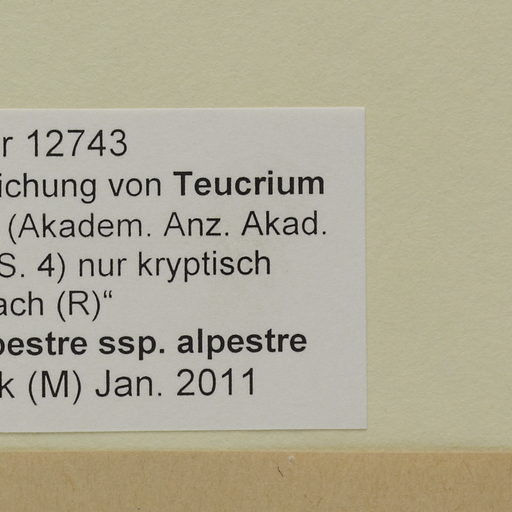 r 12743
ichung von Teucrium
(Akadem. Anz. Akad.
S. 4) nur kryptisch
ach (R)“
pestre ssp. alpestre
k (M) Jan. 2011